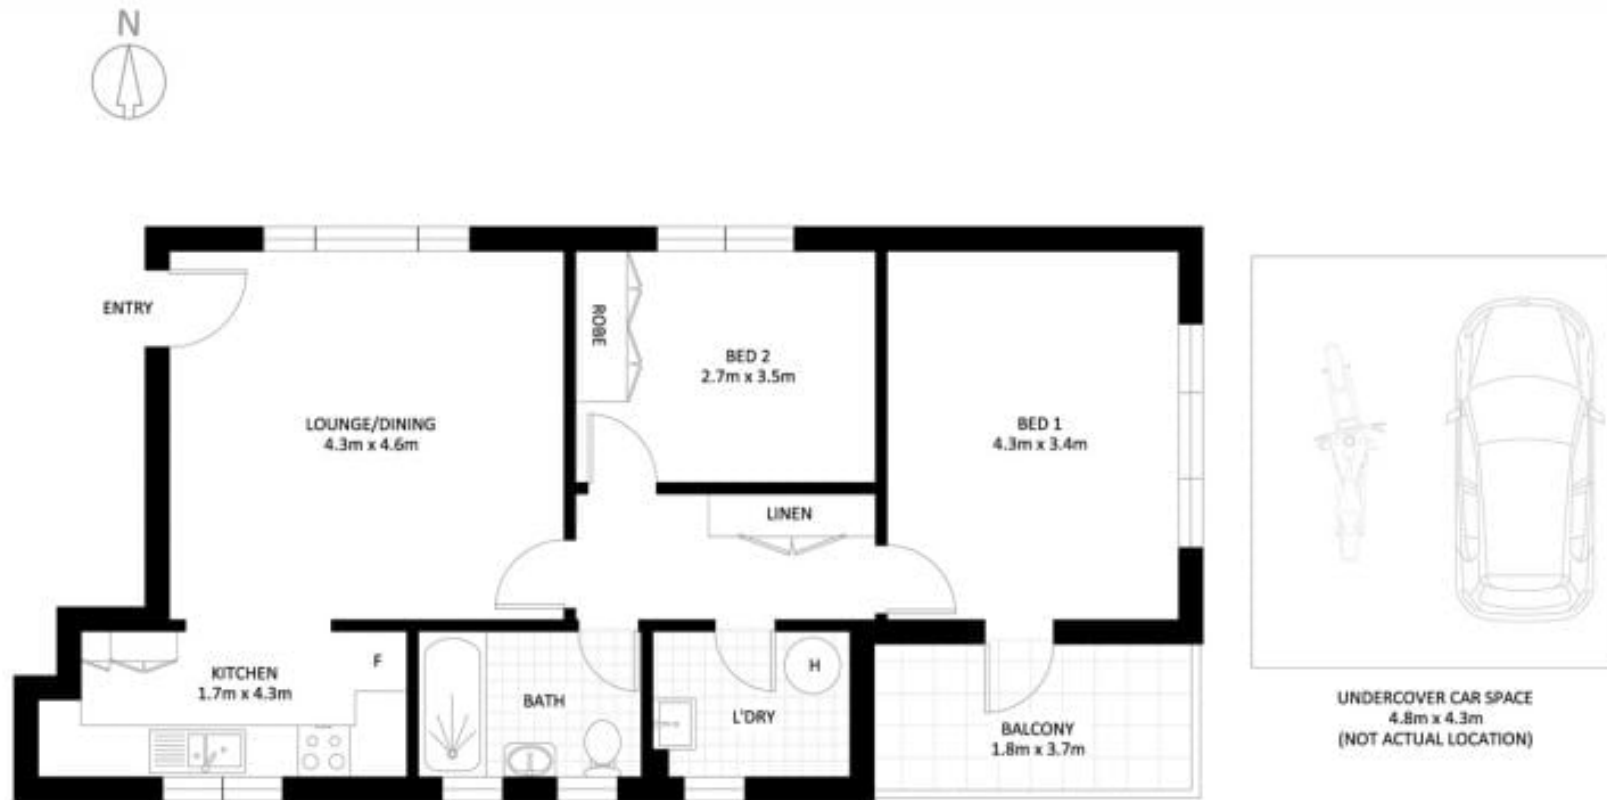 N
ENTRY
LOUNGE/DINING
4.3m x 4.6m
ROBE
BED 2
2.7m x 3.5m
BED 1
4.3m x 3.4m
LINEN
KITCHEN
1.7m x 4.3m
F
BATH
L'DRY
H
BALCONY
1.8m x 3.7m
UNDERCOVER CAR SPACE
4.8m x 4.3m
(NOT ACTUAL LOCATION)